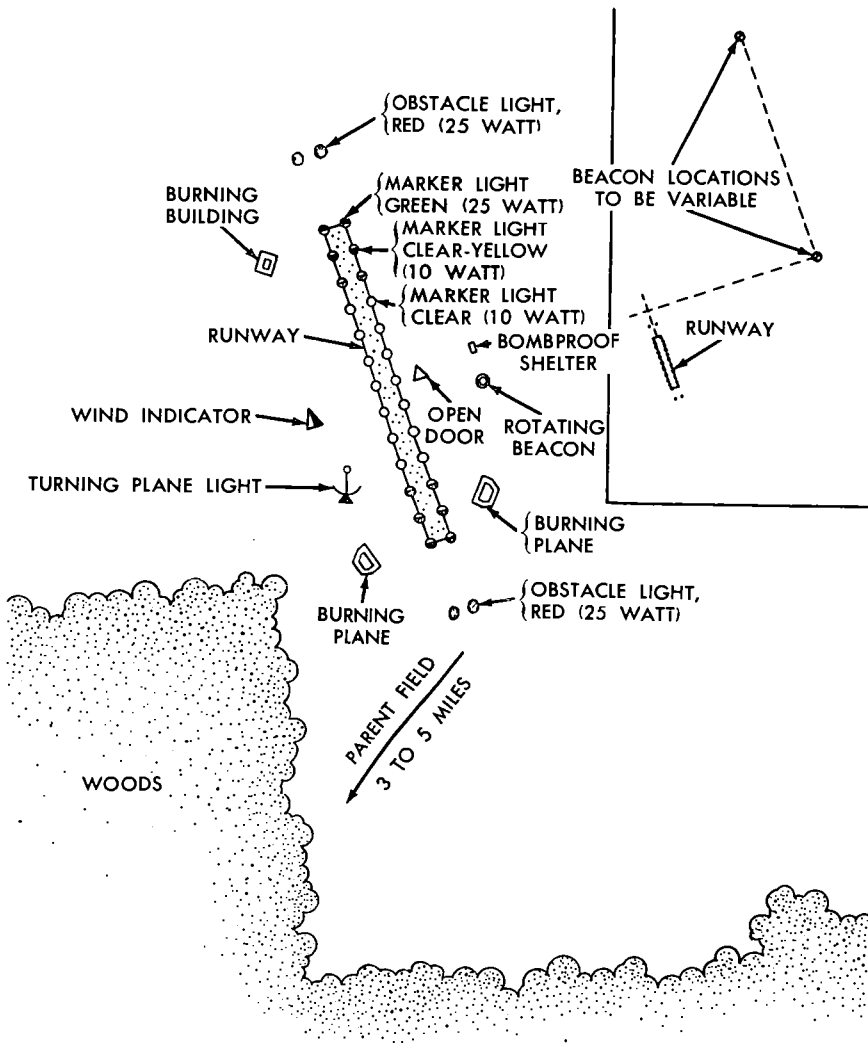 OBSTACLE LIGHT,
RED (25 WATT)
BURNING
BUILDING
MARKER LIGHT
GREEN (25 WATT)
MARKER LIGHT
CLEAR-YELLOW
(10 WATT)
MARKER LIGHT
CLEAR (10 WATT)
BEACON LOCATIONS
TO BE VARIABLE
RUNWAY
BOMBPROOF
SHELTER
RUNWAY
WIND INDICATOR
OPEN
DOOR
ROTATING
BEACON
TURNING PLANE LIGHT
BURNING
PLANE
BURNING
PLANE
OBSTACLE LIGHT,
RED (25 WATT)
PARENT FIELD
3 TO 5 MILES
WOODS